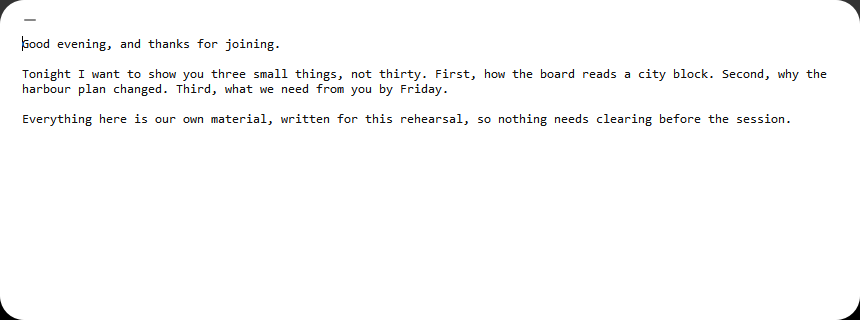 Good evening, and thanks for joining.
Tonight I want to show you three small things, not thirty. First, how the board reads a city block. Second, why the
harbour plan changed. Third, what we need from you by Friday.
Everything here is our own material, written for this rehearsal, so nothing needs clearing before the session.